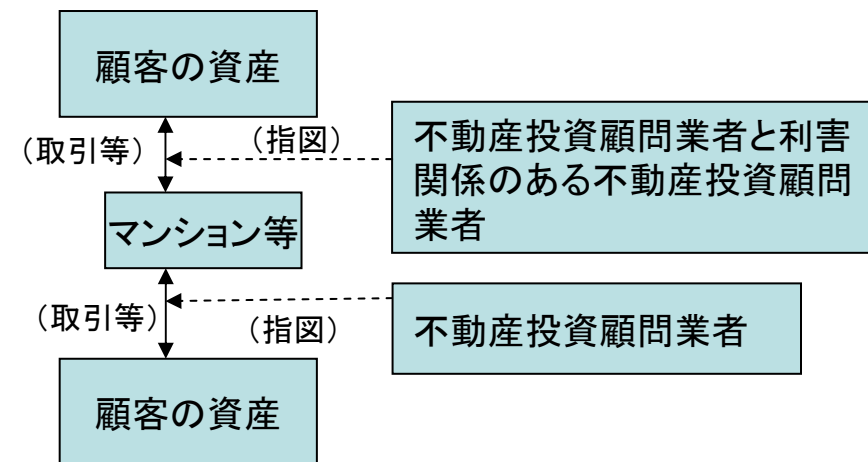 顧客の資産
（取引等）
（指図）
不動産投資顧問業者と利害
関係のある不動産投資顧問
業者
マンション等
（取引等）
（指図）
不動産投資顧問業者
顧客の資産